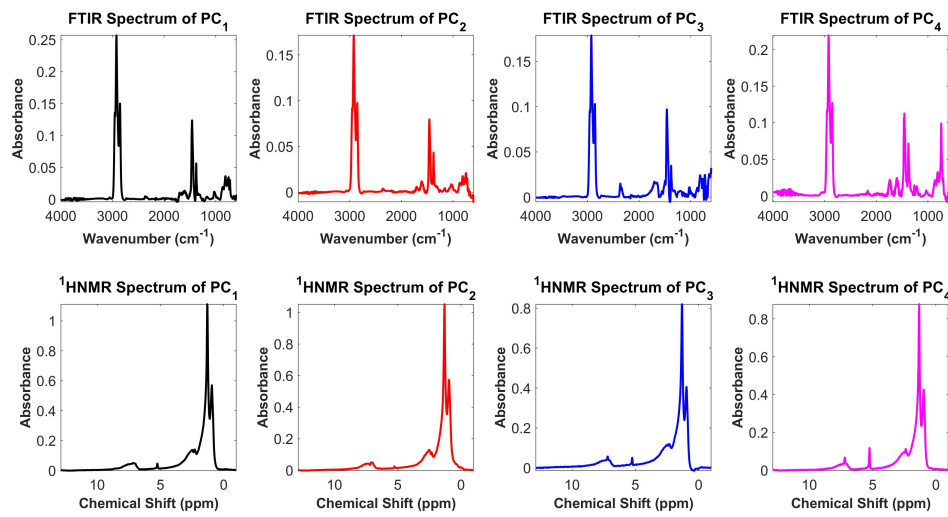 FTIR Spectrum of PC1
FTIR Spectrum of PC2
FTIR Spectrum of PC3
FTIR Spectrum of PC4
Absorbance
0.25
0.2
0.15
0.1
0.05
0
4000 3000 2000 1000
Wavenumber (cm-1)
Absorbance
0.15
0.1
0.05
0
4000 3000 2000 1000
Wavenumber (cm-1)
Absorbance
0.15
0.1
0.05
0
4000 3000 2000 1000
Wavenumber (cm-1)
Absorbance
0.2
0.15
0.1
0.05
0
4000 3000 2000 1000
Wavenumber (cm-1)
1HNMR Spectrum of PC1
1HNMR Spectrum of PC2
1HNMR Spectrum of PC3
1HNMR Spectrum of PC4
Absorbance
1
0.8
0.6
0.4
0.2
0
10 5 0
Chemical Shift (ppm)
Absorbance
1
0.8
0.6
0.4
0.2
0
10 5 0
Chemical Shift (ppm)
Absorbance
0.8
0.6
0.4
0.2
0
10 5 0
Chemical Shift (ppm)
Absorbance
0.8
0.6
0.4
0.2
0
10 5 0
Chemical Shift (ppm)